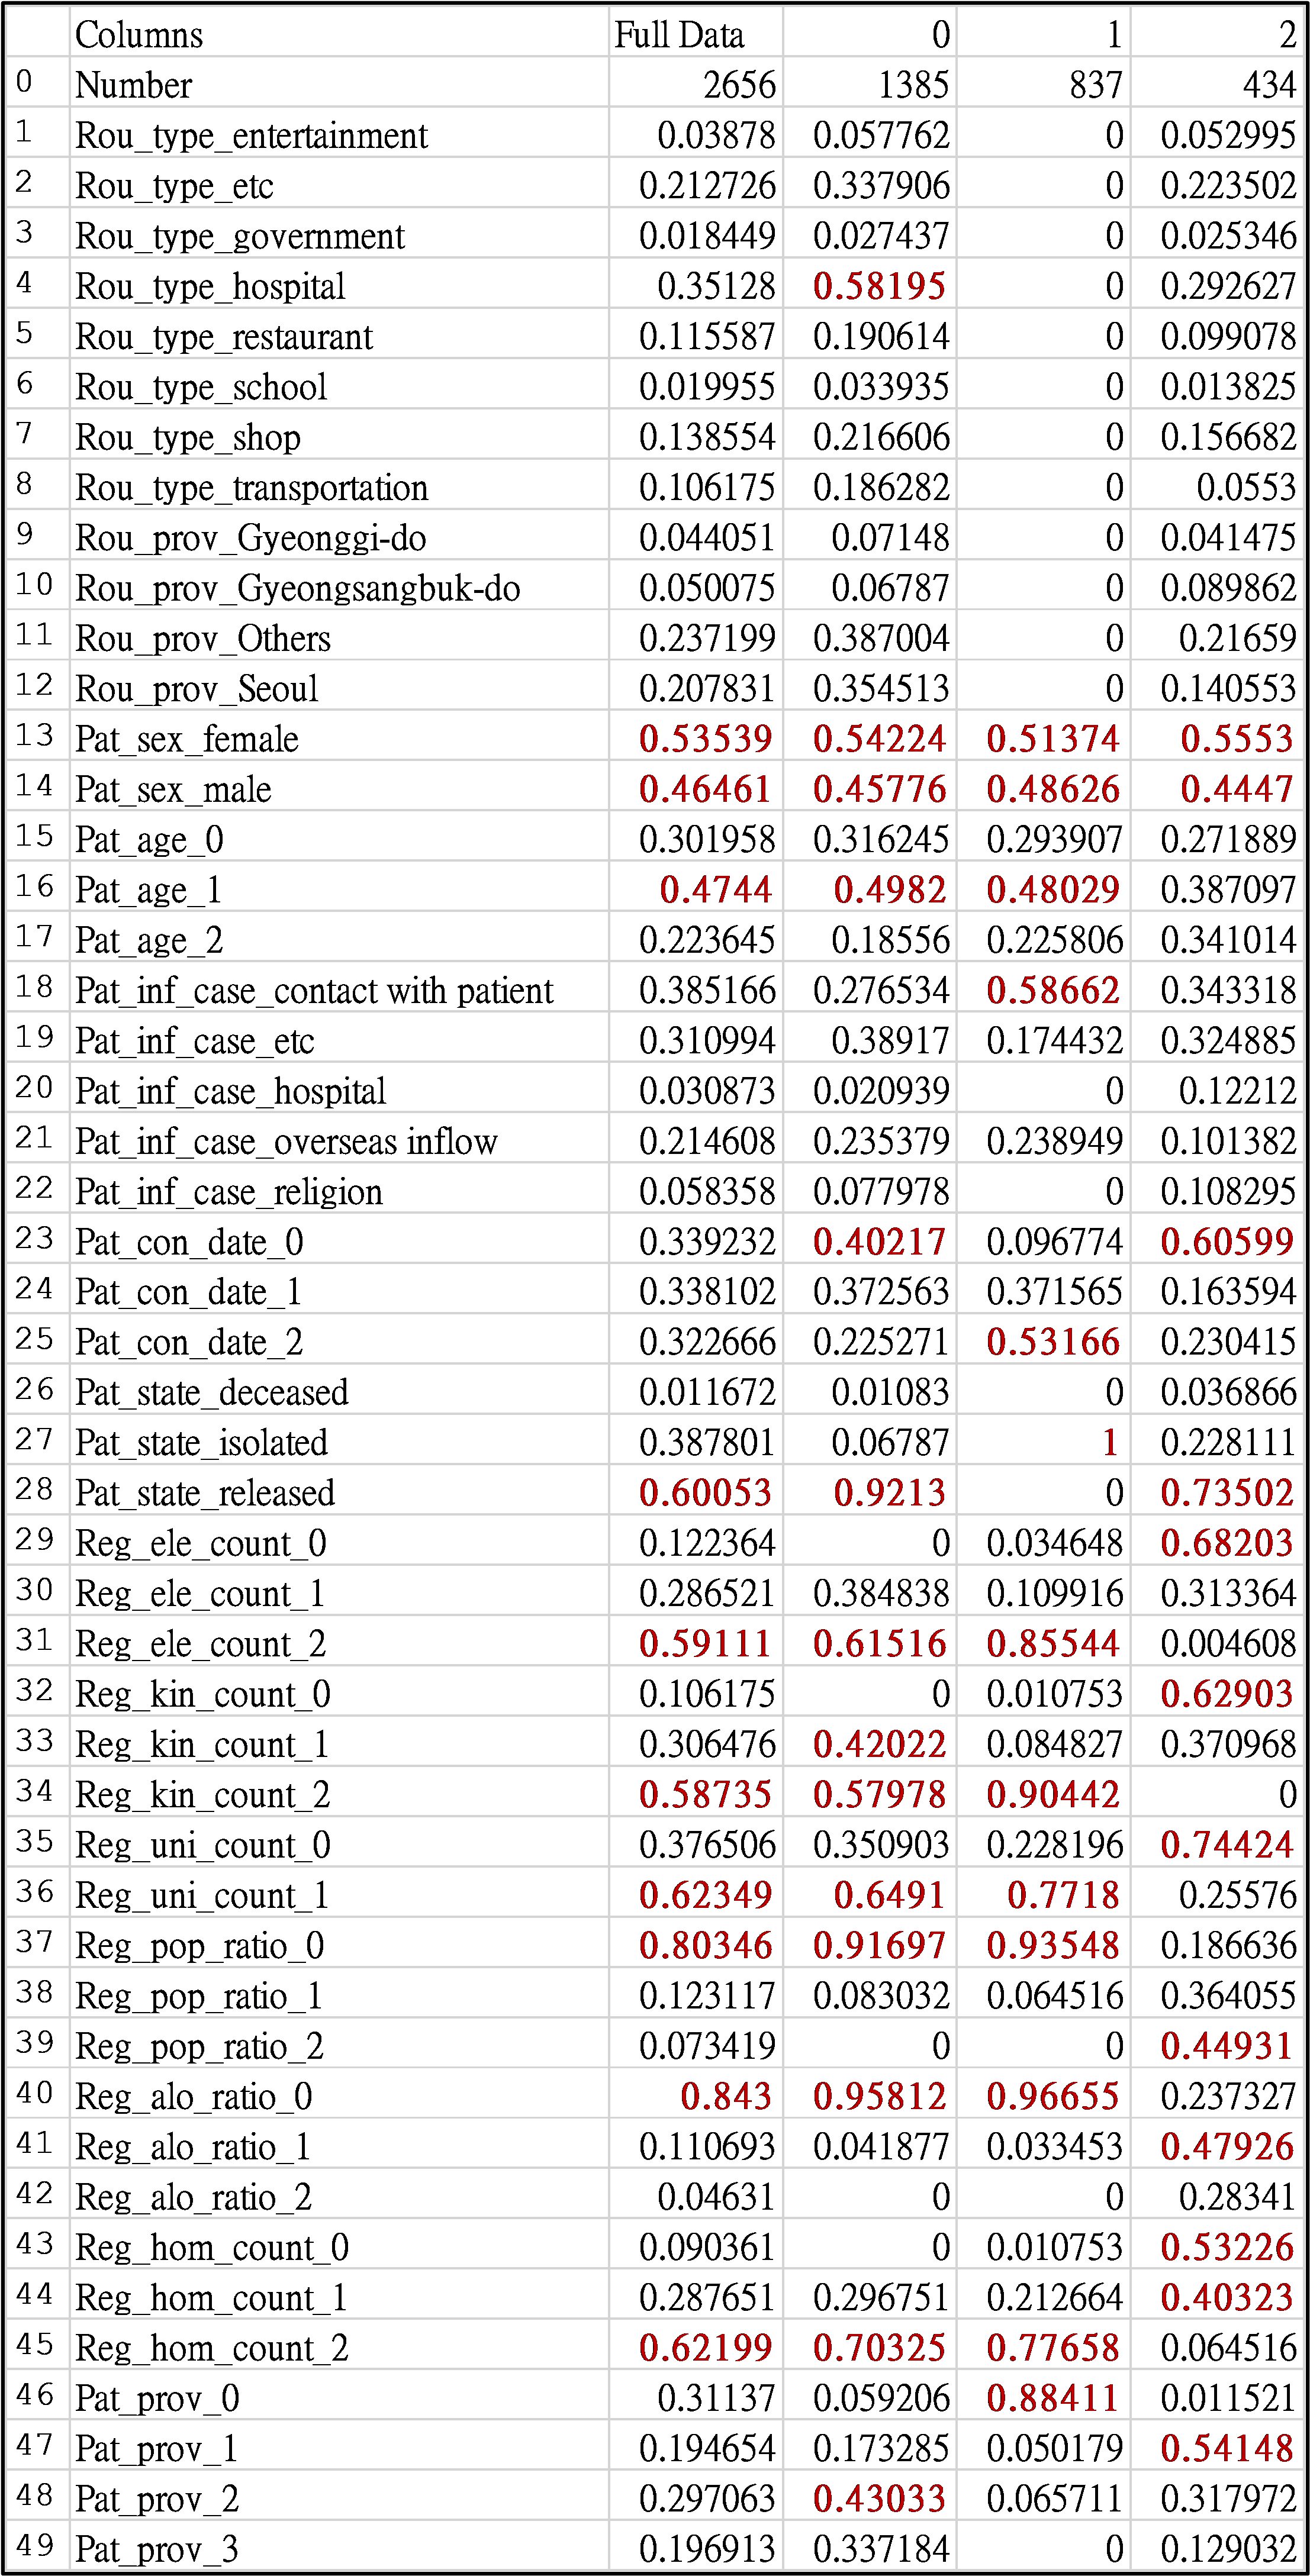 Columns Full Data 0 1 2
0 Number 2656 1385 837 434
1 Rou_type_entertainment 0.03878 0.057762 0 0.052995
2 Rou_type_etc 0.212726 0.337906 0 0.223502
3 Rou_type_government 0.018449 0.027437 0 0.025346
4 Rou_type_hospital 0.35128 0.58195 0 0.292627
5 Rou_type_restaurant 0.115587 0.190614 0 0.099078
6 Rou_type_school 0.019955 0.033935 0 0.013825
7 Rou_type_shop 0.138554 0.216606 0 0.156682
8 Rou_type_transportation 0.106175 0.186282 0 0.0553
9 Rou_prov_Gyeonggi-do 0.044051 0.07148 0 0.041475
10 Rou_prov_Gyeongsangbuk-do 0.050075 0.06787 0 0.089862
11 Rou_prov_Others 0.237199 0.387004 0 0.21659
12 Rou_prov_Seoul 0.207831 0.354513 0 0.140553
13 Pat_sex_female 0.53539 0.54224 0.51374 0.5553
14 Pat_sex_male 0.46461 0.45776 0.48626 0.4447
15 Pat_age_0 0.301958 0.316245 0.293907 0.271889
16 Pat_age_1 0.4744 0.4982 0.48029 0.387097
17 Pat_age_2 0.223645 0.18556 0.225806 0.341014
18 Pat_inf_case_contact with patient 0.385166 0.276534 0.58662 0.343318
19 Pat_inf_case_etc 0.310994 0.38917 0.174432 0.324885
20 Pat_inf_case_hospital 0.030873 0.020939 0 0.12212
21 Pat_inf_case_overseas inflow 0.214608 0.235379 0.238949 0.101382
22 Pat_inf_case_religion 0.058358 0.077978 0 0.108295
23 Pat_con_date_0 0.339232 0.40217 0.096774 0.60599
24 Pat_con_date_1 0.338102 0.372563 0.371565 0.163594
25 Pat_con_date_2 0.322666 0.225271 0.53166 0.230415
26 Pat_state_deceased 0.011672 0.01083 0 0.036866
27 Pat_state_isolated 0.387801 0.06787 1 0.228111
28 Pat_state_released 0.60053 0.9213 0 0.73502
29 Reg_ele_count_0 0.122364 0 0.034648 0.68203
30 Reg_ele_count_1 0.286521 0.384838 0.109916 0.313364
31 Reg_ele_count_2 0.59111 0.61516 0.85544 0.004608
32 Reg_kin_count_0 0.106175 0 0.010753 0.62903
33 Reg_kin_count_1 0.306476 0.42022 0.084827 0.370968
34 Reg_kin_count_2 0.58735 0.57978 0.90442 0
35 Reg_uni_count_0 0.376506 0.350903 0.228196 0.74424
36 Reg_uni_count_1 0.62349 0.6491 0.7718 0.25576
37 Reg_pop_ratio_0 0.80346 0.91697 0.93548 0.186636
38 Reg_pop_ratio_1 0.123117 0.083032 0.064516 0.364055
39 Reg_pop_ratio_2 0.073419 0 0 0.44931
40 Reg_alo_ratio_0 0.843 0.95812 0.96655 0.237327
41 Reg_alo_ratio_1 0.110693 0.041877 0.033453 0.47926
42 Reg_alo_ratio_2 0.04631 0 0 0.28341
43 Reg_hom_count_0 0.090361 0 0.010753 0.53226
44 Reg_hom_count_1 0.287651 0.296751 0.212664 0.40323
45 Reg_hom_count_2 0.62199 0.70325 0.77658 0.064516
46 Pat_prov_0 0.31137 0.059206 0.88411 0.011521
47 Pat_prov_1 0.194654 0.173285 0.050179 0.54148
48 Pat_prov_2 0.297063 0.43033 0.065711 0.317972
49 Pat_prov_3 0.196913 0.337184 0 0.129032